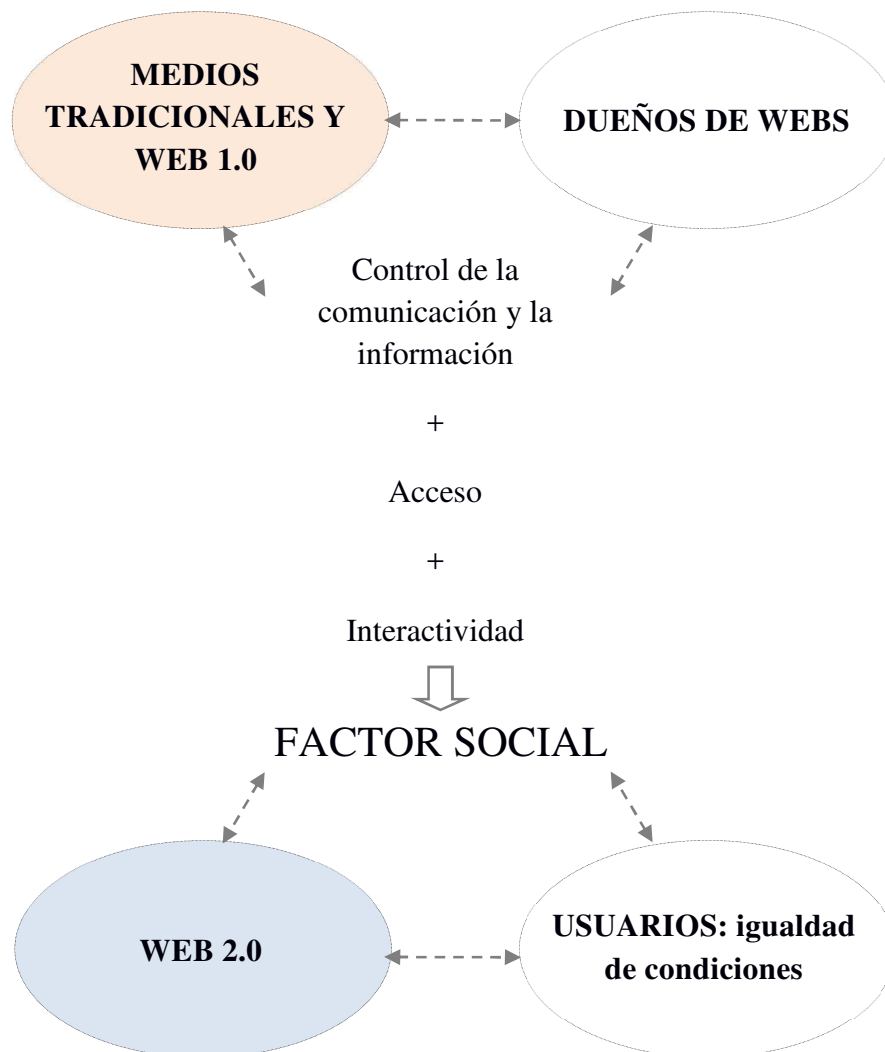 MEDIOS
TRADICIONALES Y
WEB 1.0
DUEÑOS DE WEBS
Control de la
comunicación y la
información
+
Acceso
+
Interactividad
FACTOR SOCIAL
WEB 2.0
USUARIOS: igualdad
de condiciones